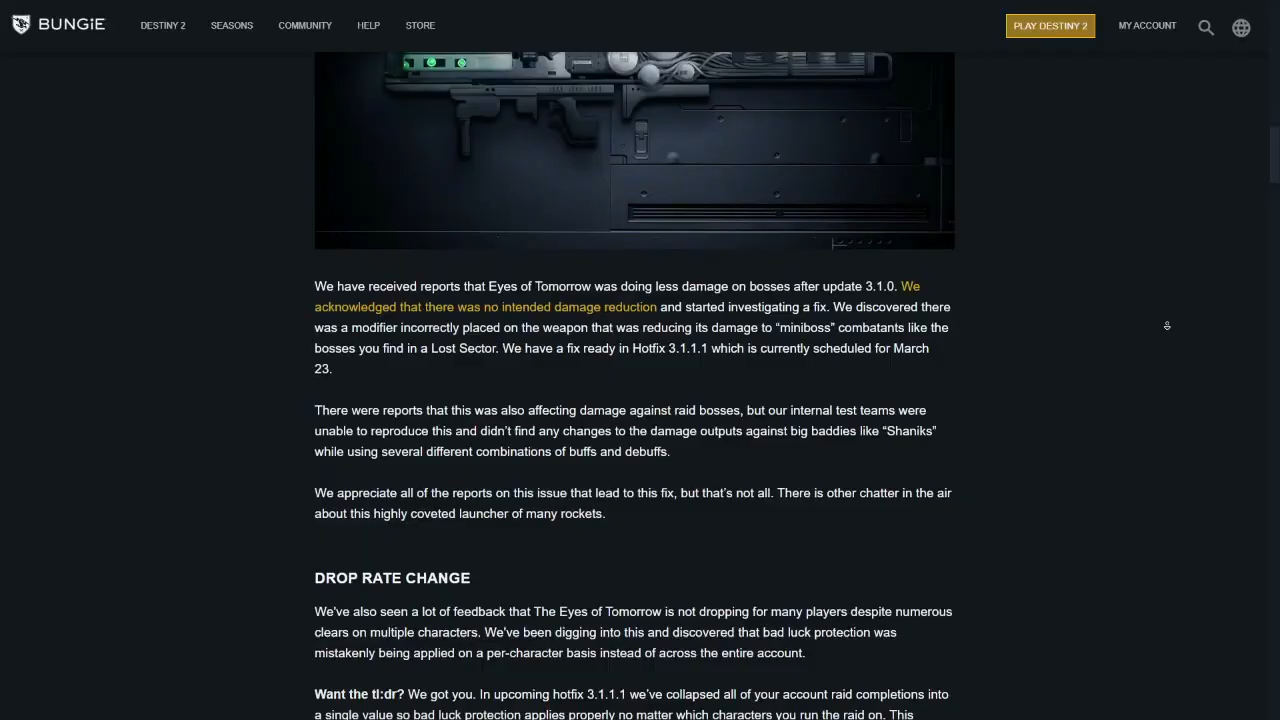 BUNGiE
DESTINY 2
SEASONS
COMMUNITY
HELP
STORE
PLAY DESTINY 2
MY ACCOUNT
We have received reports that Eyes of Tomorrow was doing less damage on bosses after update 3.1.0. We
acknowledged that there was no intended damage reduction and started investigating a fix. We discovered there
was a modifier incorrectly placed on the weapon that was reducing its damage to “miniboss” combatants like the
bosses you find in a Lost Sector. We have a fix ready in Hotfix 3.1.1.1 which is currently scheduled for March
23.
There were reports that this was also affecting damage against raid bosses, but our internal test teams were
unable to reproduce this and didn’t find any changes to the damage outputs against big baddies like “Shaniks”
while using several different combinations of buffs and debuffs.
We appreciate all of the reports on this issue that lead to this fix, but that’s not all. There is other chatter in the air
about this highly coveted launcher of many rockets.
DROP RATE CHANGE
We’ve also seen a lot of feedback that The Eyes of Tomorrow is not dropping for many players despite numerous
clears on multiple characters. We’ve been digging into this and discovered that bad luck protection was
mistakenly being applied on a per-character basis instead of across the entire account.
Want the tl:dr? We got you. In upcoming hotfix 3.1.1.1 we’ve collapsed all of your account raid completions into
a single value so bad luck protection applies properly no matter which characters you run the raid on. This